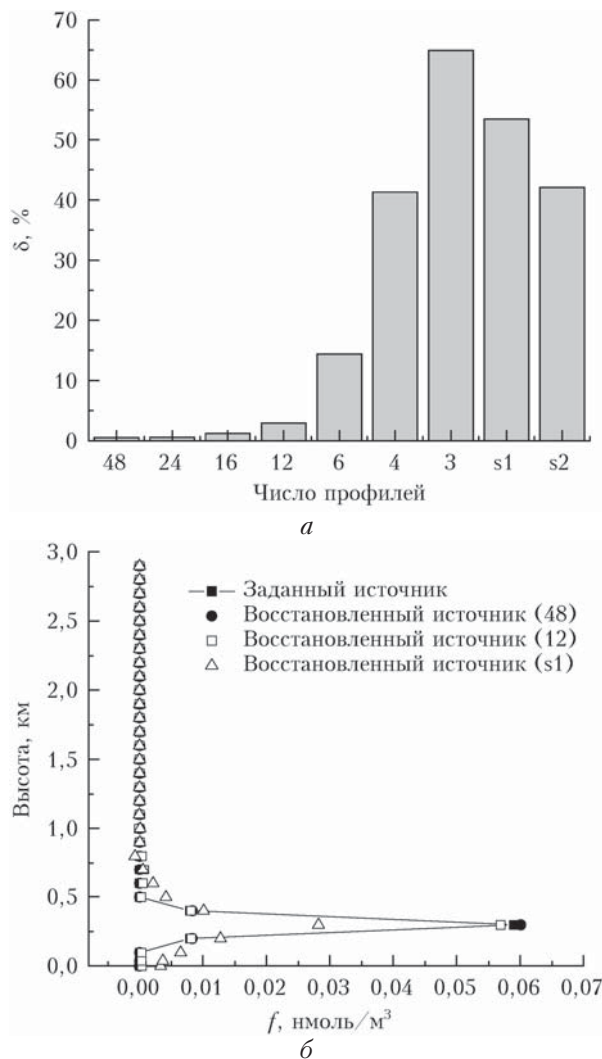 70
60
50
40
30
20
10
0
δ, %
48 24 16 12 6 4 3 s1 s2
Число профилей
а
3,0
2,5
2,0
1,5
1,0
0,5
0,0
Высота, км
Заданный источник
Восстановленный источник (48)
Восстановленный источник (12)
Восстановленный источник (s1)
0,00 0,01 0,02 0,03 0,04 0,05 0,06 0,07
f, нмоль/м³
б